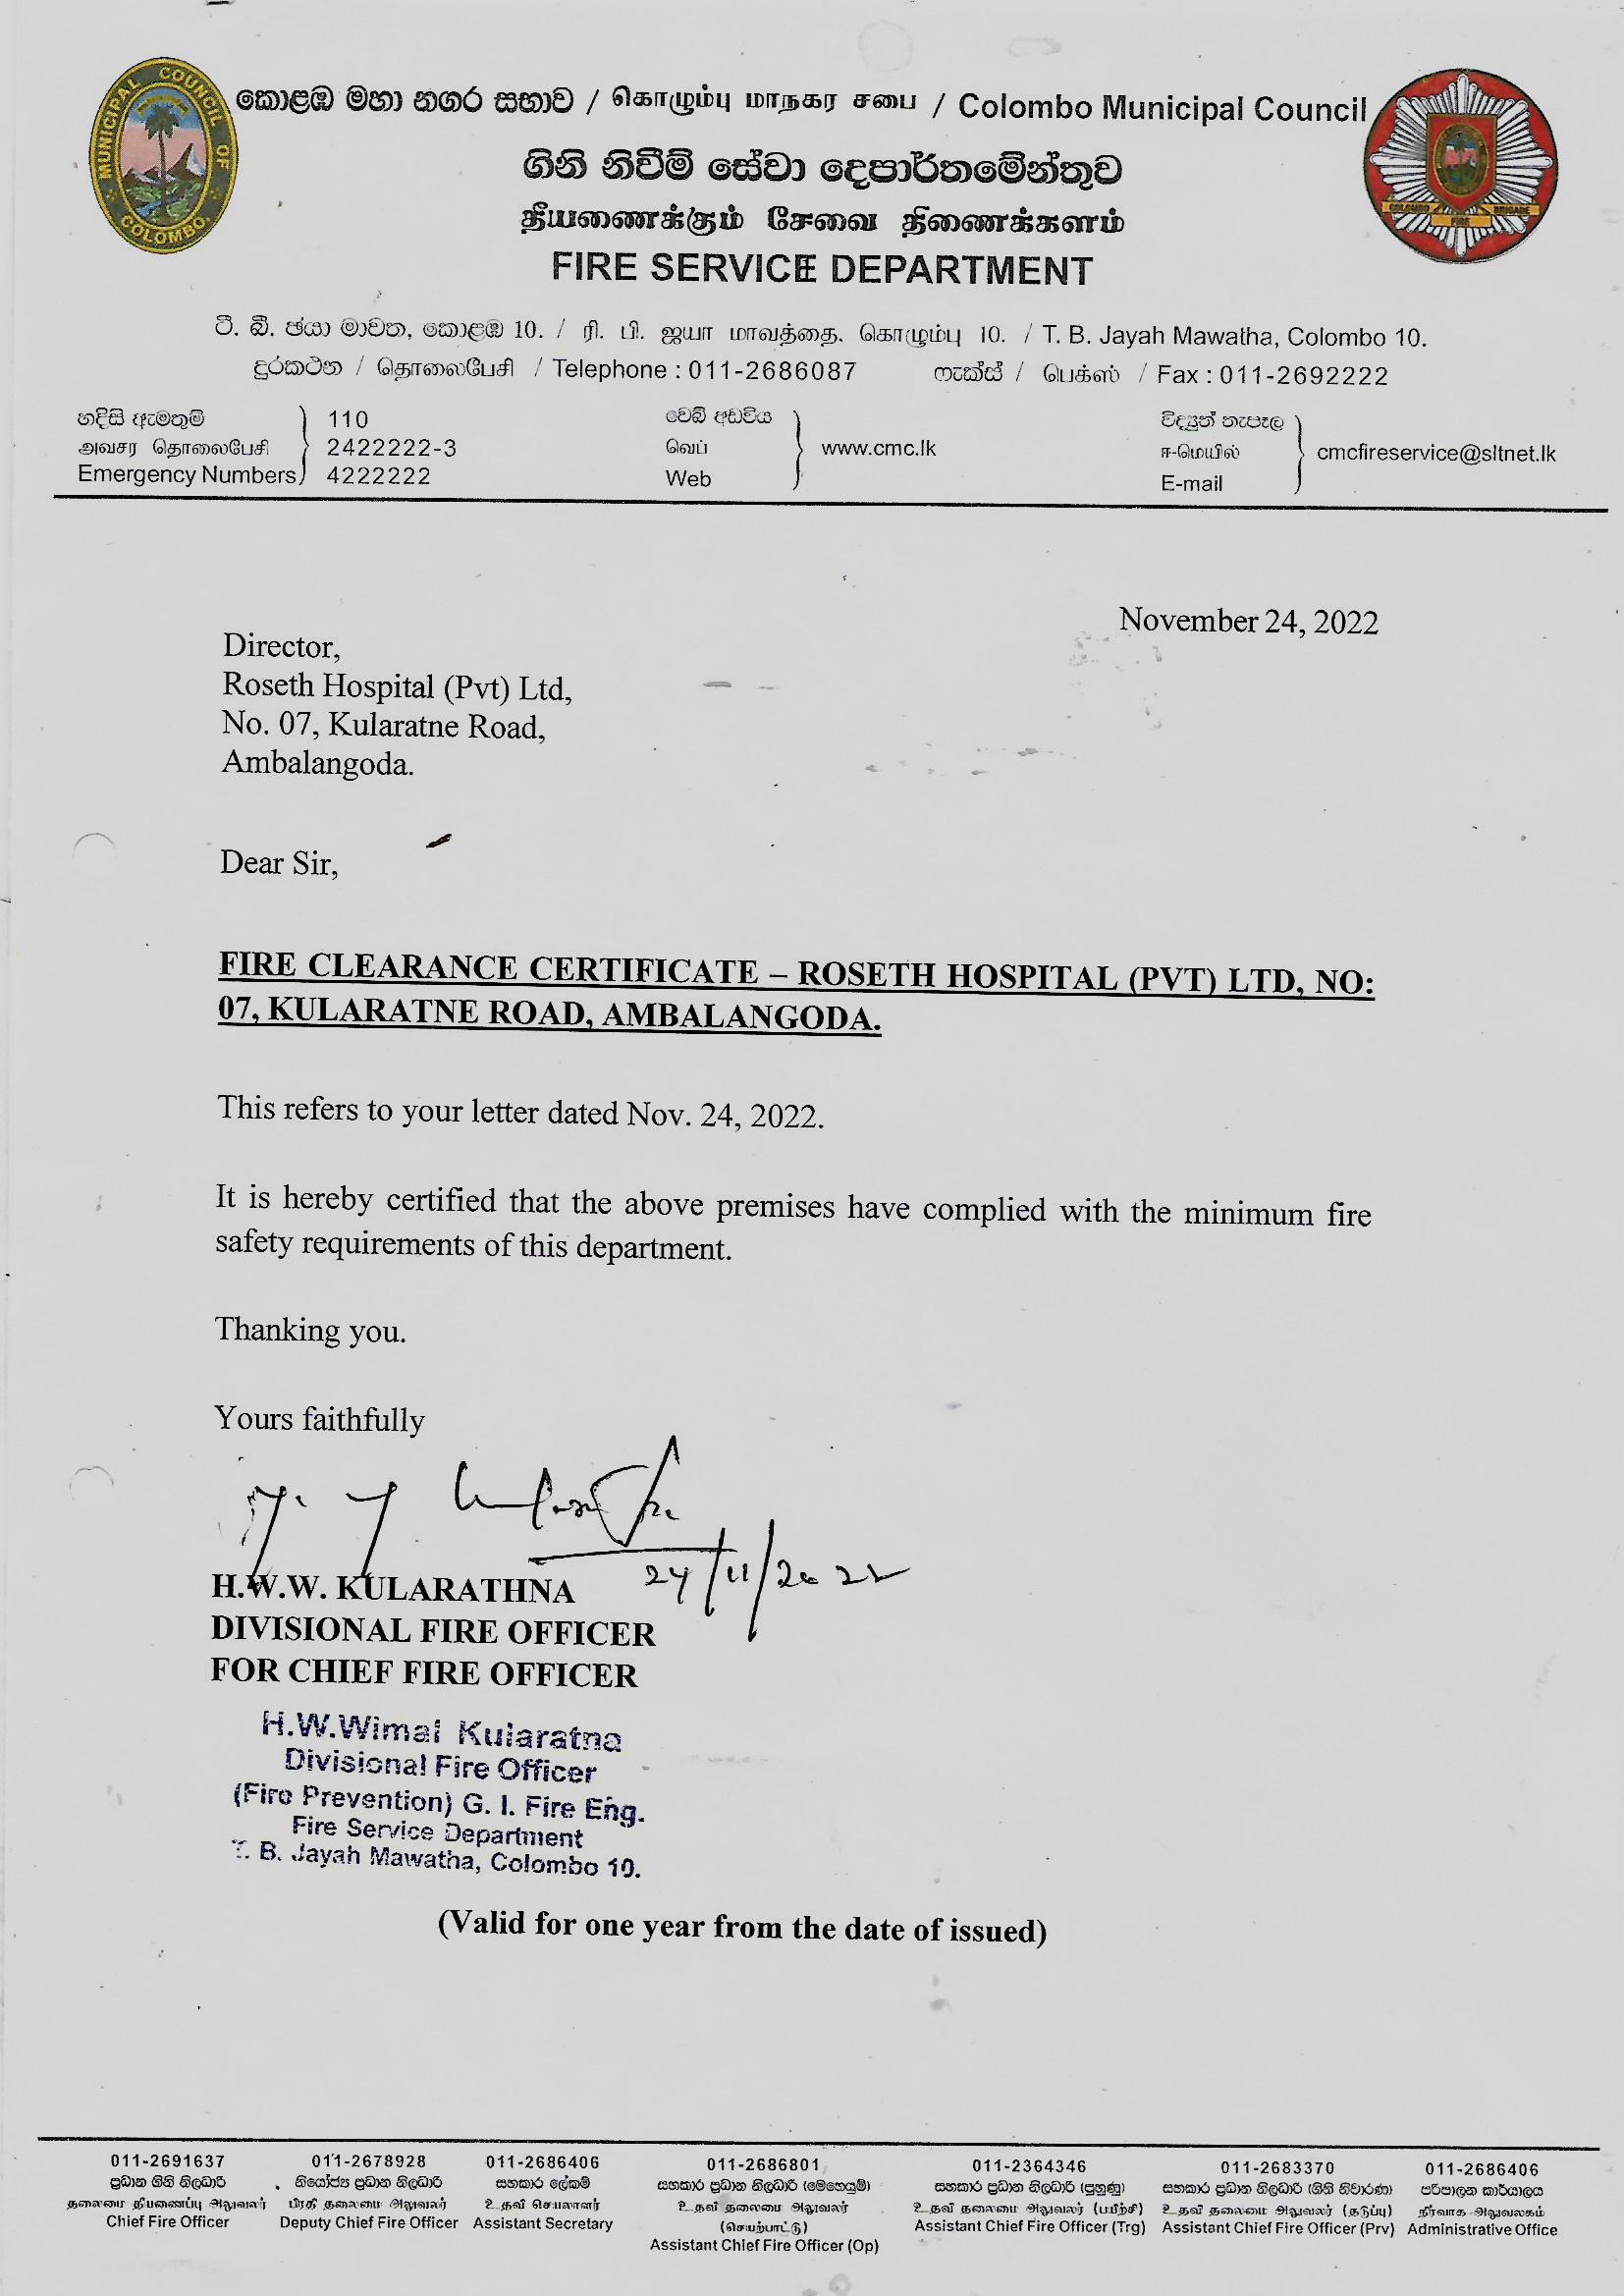 MUNICIPAL COUNCIL OF COLOMBO.
කොළඹ මහා නගර සභාව / கொழும்பு மாநகர சபை / Colombo Municipal Council
COLOMBO FIRE BRIGADE
ගිනි නිවීම් සේවා දෙපාර්තමේන්තුව
தீயணைக்கும் சேவை திணைக்களம்
FIRE SERVICE DEPARTMENT
ටී. බී. ජයා මාවත, කොළඹ 10. / ரி. பி. ஜயா மாவத்தை. கொழும்பு 10. / T. B. Jayah Mawatha, Colombo 10.
දුරකථන / தொலைபேசி / Telephone : 011-2686087 ෆැක්ස් / பெக்ஸ் / Fax : 011-2692222
හදිසි ඇමතුම් 110
அவசர தொலைபேசி 2422222-3
Emergency Numbers 4222222
වෙබ් අඩවිය
வெப் www.cmc.lk
Web
විද්‍යුත් තැපෑල
ஈ-மெயில் cmcfireservice@sltnet.lk
E-mail
November 24, 2022
Director,
Roseth Hospital (Pvt) Ltd,
No. 07, Kularatne Road,
Ambalangoda.
Dear Sir,
FIRE CLEARANCE CERTIFICATE – ROSETH HOSPITAL (PVT) LTD, NO:
07, KULARATNE ROAD, AMBALANGODA.
This refers to your letter dated Nov. 24, 2022.
It is hereby certified that the above premises have complied with the minimum fire
safety requirements of this department.
Thanking you.
Yours faithfully
24/11/2022
H.W.W. KULARATHNA
DIVISIONAL FIRE OFFICER
FOR CHIEF FIRE OFFICER
H.W.Wimal Kularatna
Divisional Fire Officer
(Fire Prevention) G. I. Fire Eng.
Fire Service Department
T. B. Jayah Mawatha, Colombo 10.
(Valid for one year from the date of issued)
011-2691637 011-2678928 011-2686406 011-2686801 011-2364346 011-2683370 011-2686406
ප්‍රධාන ගිනි නිලධාරි නියෝජ්‍ය ප්‍රධාන නිලධාරි සහකාර ලේකම් සහකාර ප්‍රධාන නිලධාරි (මෙහෙයුම්) සහකාර ප්‍රධාන නිලධාරි (පුහුණු) සහකාර ප්‍රධාන නිලධාරි (ගිනි නිවාරණ) පරිපාලන කාර්යාලය
தலைமை தீயணைப்பு அலுவலர் பிரதி தலைமை அலுவலர் உதவி செயலாளர் உதவி தலைமை அலுவலர் உதவி தலைமை அலுவலர் (பயிற்சி) உதவி தலைமை அலுவலர் (தடுப்பு) நிர்வாக அலுவலகம்
Chief Fire Officer Deputy Chief Fire Officer Assistant Secretary (செயற்பாட்டு) Assistant Chief Fire Officer (Trg) Assistant Chief Fire Officer (Prv) Administrative Office
Assistant Chief Fire Officer (Op)